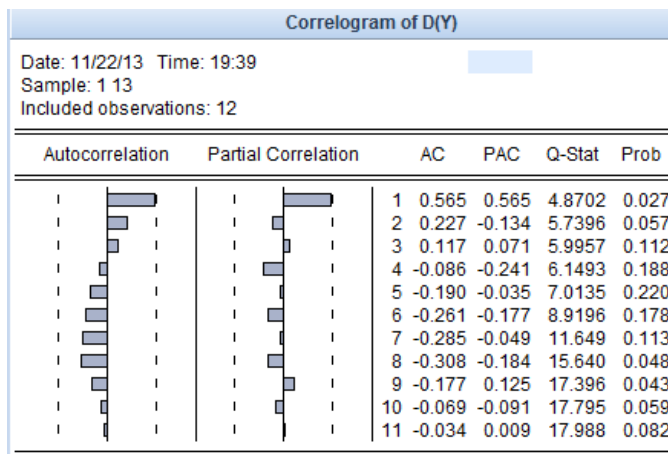 Correlogram of D(Y)
Date: 11/22/13 Time: 19:39
Sample: 1 13
Included observations: 12
Autocorrelation Partial Correlation AC PAC Q-Stat Prob
1 0.565 0.565 4.8702 0.027
2 0.227 -0.134 5.7396 0.057
3 0.117 0.071 5.9957 0.112
4 -0.086 -0.241 6.1493 0.188
5 -0.190 -0.035 7.0135 0.220
6 -0.261 -0.177 8.9196 0.178
7 -0.285 -0.049 11.649 0.113
8 -0.308 -0.184 15.640 0.048
9 -0.177 0.125 17.396 0.043
10 -0.069 -0.091 17.795 0.059
11 -0.034 0.009 17.988 0.082